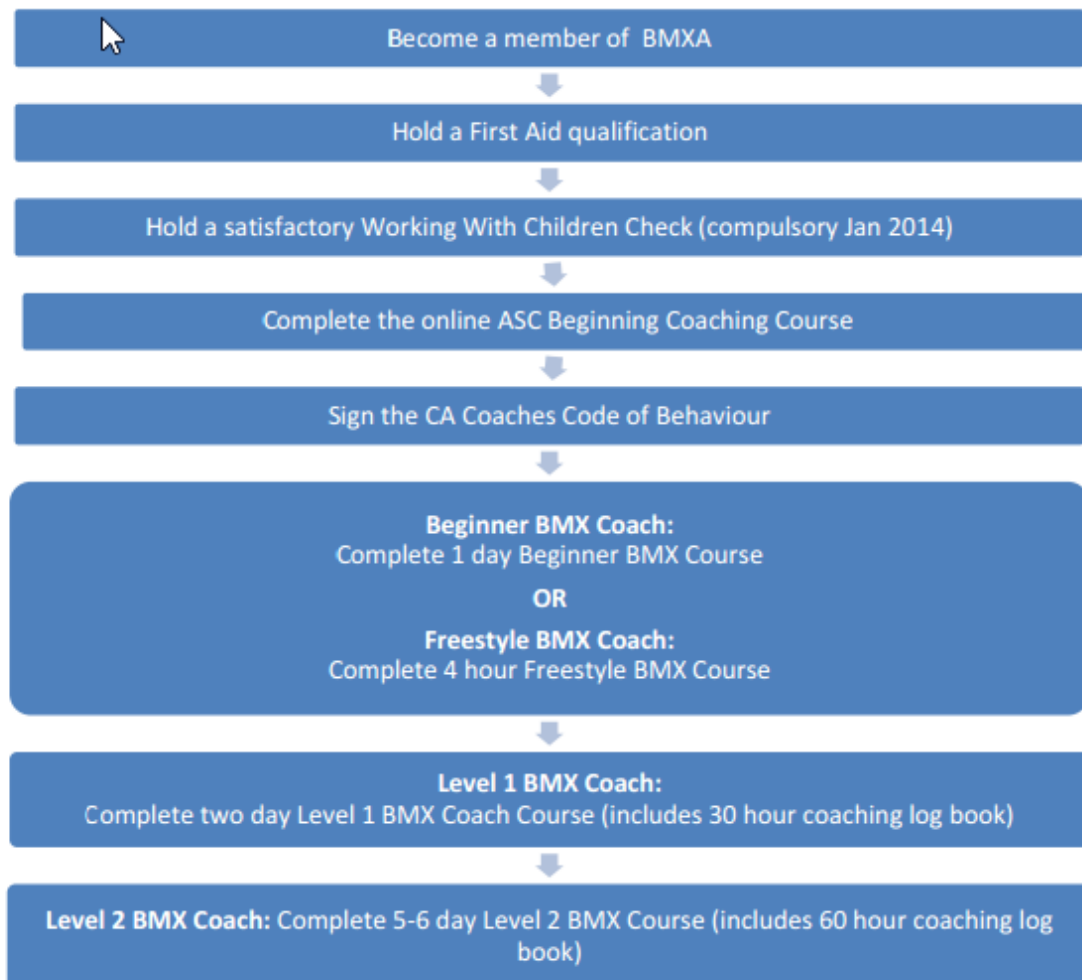 Become a member of BMXA
Hold a First Aid qualification
Hold a satisfactory Working With Children Check (compulsory Jan 2014)
Complete the online ASC Beginning Coaching Course
Sign the CA Coaches Code of Behaviour
Beginner BMX Coach:
Complete 1 day Beginner BMX Course
OR
Freestyle BMX Coach:
Complete 4 hour Freestyle BMX Course
Level 1 BMX Coach:
Complete two day Level 1 BMX Coach Course (includes 30 hour coaching log book)
Level 2 BMX Coach: Complete 5-6 day Level 2 BMX Course (includes 60 hour coaching log
book)